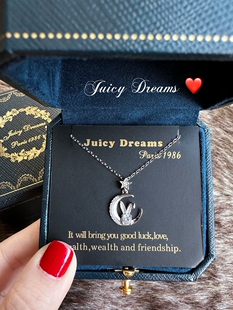 Juicy Dreams ❤️
Juicy Dreams
Paris 1986
Juicy Dreams
Paris 1986
It will bring you good luck,love,
health,wealth and friendship.